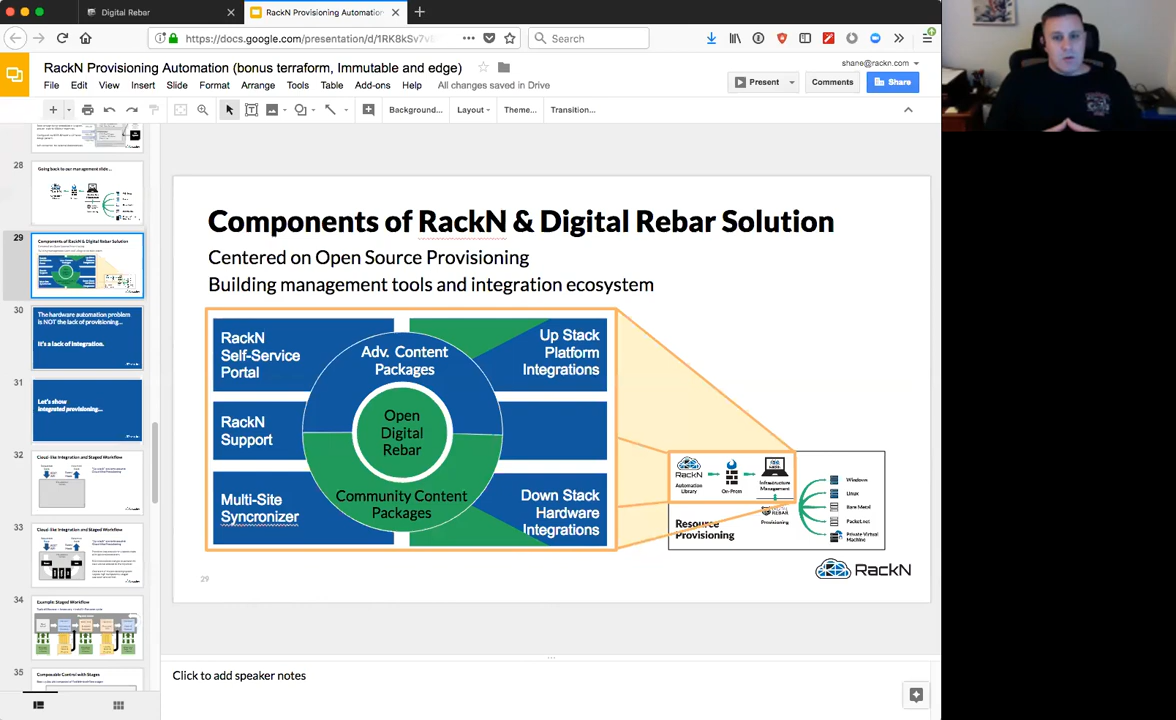 Digital Rebar
RackN Provisioning Automation
https://docs.google.com/presentation/d/1RK8kSv7v
Search
RackN Provisioning Automation (bonus terraform, Immutable and edge)
shane@rackn.com
File Edit View Insert Slide Format Arrange Tools Table Add-ons Help All changes saved in Drive
Present
Comments
Share
Background... Layout Theme... Transition...
28
Going back to our management slide...
29
Components of RackN & Digital Rebar Solution
30
The hardware automation problem
is NOT the lack of provisioning...
It's a lack of integration.
31
Let's show
integrated provisioning...
32
Cloud-like Integration and Staged Workflow
33
Cloud-like Integration and Staged Workflow
34
Example Staged Workflow
35
Composable Control with Stages
Components of RackN & Digital Rebar Solution
Centered on Open Source Provisioning
Building management tools and integration ecosystem
RackN
Self-Service
Portal
Adv. Content
Packages
Up Stack
Platform
Integrations
RackN
Support
Open
Digital
Rebar
Multi-Site
Syncronizer
Community Content
Packages
Down Stack
Hardware
Integrations
RackN
Automation
Library
On-Prem
Infrastructure
Management
REBAR
Provisioning
Resource
Provisioning
Windows
Linux
Bare Metal
Packet.net
Private Virtual
Machine
29
RackN
Click to add speaker notes